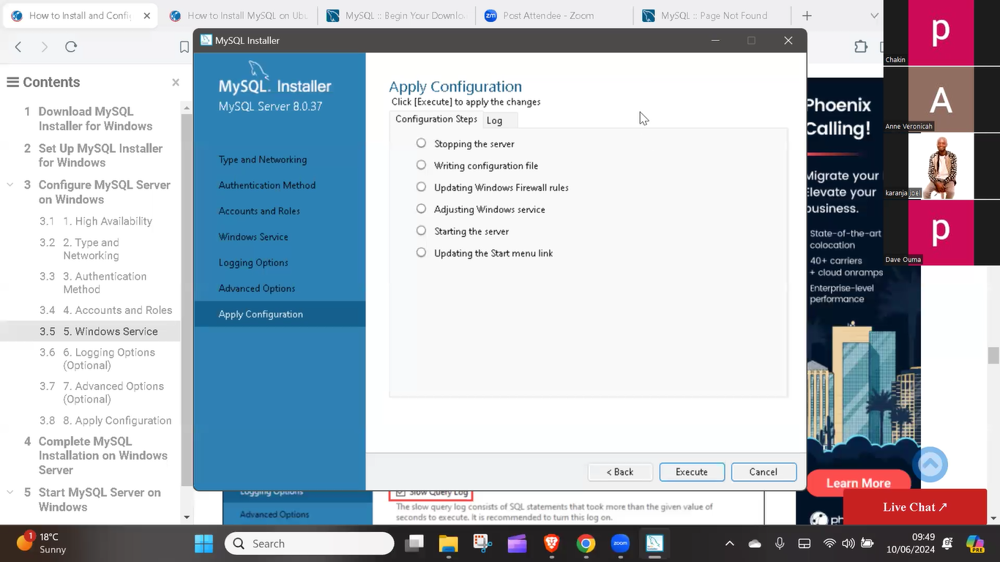 How to Install and Config
How to Install MySQL on Ubu
MySQL :: Begin Your Downlo
Post Attendee - Zoom
MySQL :: Page Not Found
MySQL Installer
Contents
1 Download MySQL
Installer for Windows
2 Set Up MySQL Installer
for Windows
3 Configure MySQL Server
on Windows
3.1 1. High Availability
3.2 2. Type and
Networking
3.3 3. Authentication
Method
3.4 4. Accounts and Roles
3.5 5. Windows Service
3.6 6. Logging Options
(Optional)
3.7 7. Advanced Options
(Optional)
3.8 8. Apply Configuration
4 Complete MySQL
Installation on Windows
Server
5 Start MySQL Server on
Windows
MySQL. Installer
MySQL Server 8.0.37
Type and Networking
Authentication Method
Accounts and Roles
Windows Service
Logging Options
Advanced Options
Apply Configuration
Apply Configuration
Click [Execute] to apply the changes
Configuration Steps
Log
Stopping the server
Writing configuration file
Updating Windows Firewall rules
Adjusting Windows service
Starting the server
Updating the Start menu link
< Back
Execute
Cancel
Logging Options
Advanced Options
Slow Query Log
The slow query log consists of SQL statements that took more than the given value of
seconds to execute. It is recommended to turn this log on.
Phoenix
Calling!
Migrate your
Elevate your
business.
State-of-the-art
colocation
40+ carriers
+ cloud onramps
Enterprise-level
performance
Learn More
ph
Live Chat
p
Chakin
A
Anne Veronicah
karanja joel
p
Dave Ouma
1
18°C
Sunny
Search
zoom
09:49
10/06/2024
PRE